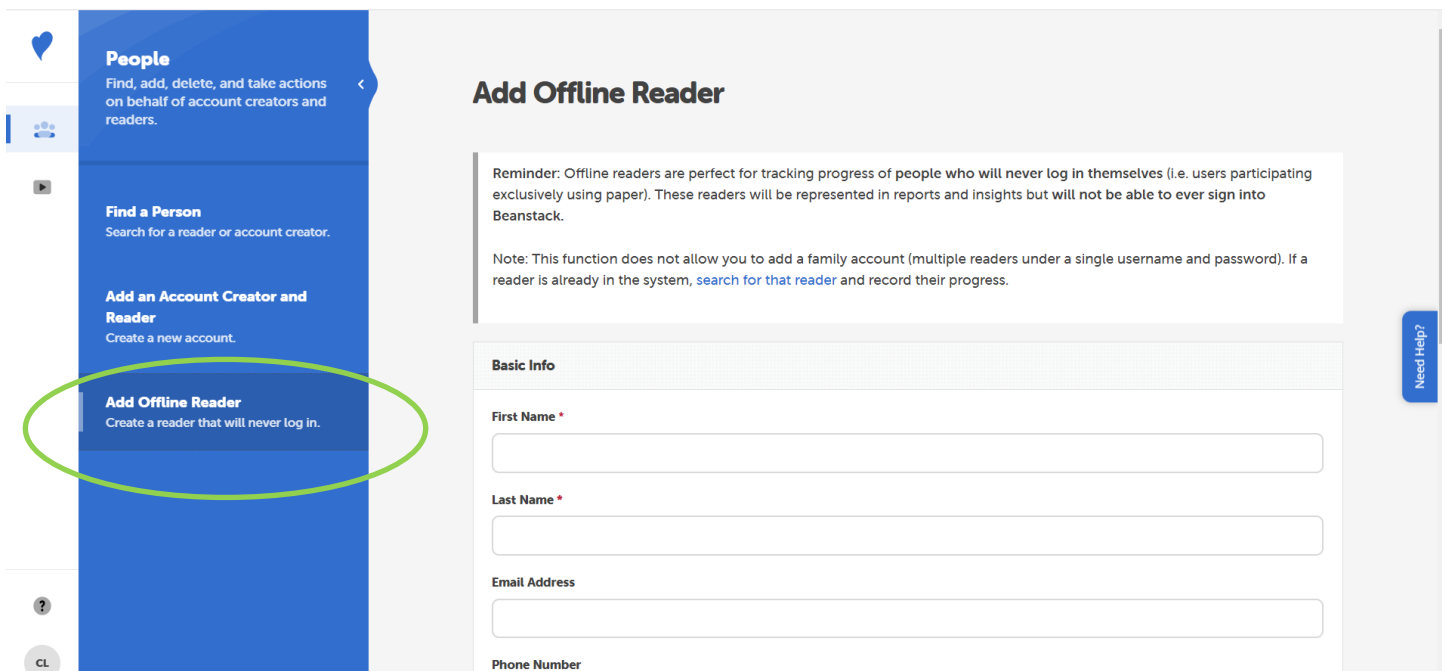 People
Find, add, delete, and take actions
on behalf of account creators and
readers.
Find a Person
Search for a reader or account creator.
Add an Account Creator and
Reader
Create a new account.
Add Offline Reader
Create a reader that will never log in.
?
CL
Add Offline Reader
Reminder: Offline readers are perfect for tracking progress of people who will never log in themselves (i.e. users participating
exclusively using paper). These readers will be represented in reports and insights but will not be able to ever sign into
Beanstack.
Note: This function does not allow you to add a family account (multiple readers under a single username and password). If a
reader is already in the system, search for that reader and record their progress.
Basic Info
First Name *
Last Name *
Email Address
Phone Number
Need Help?